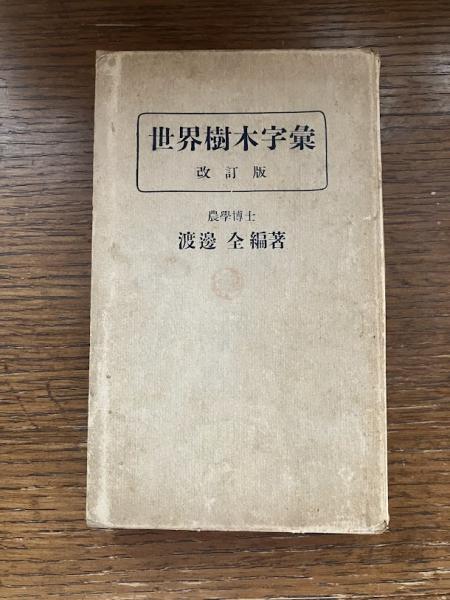 世界樹木字彙
改訂版
農學博士
渡邊 全編著